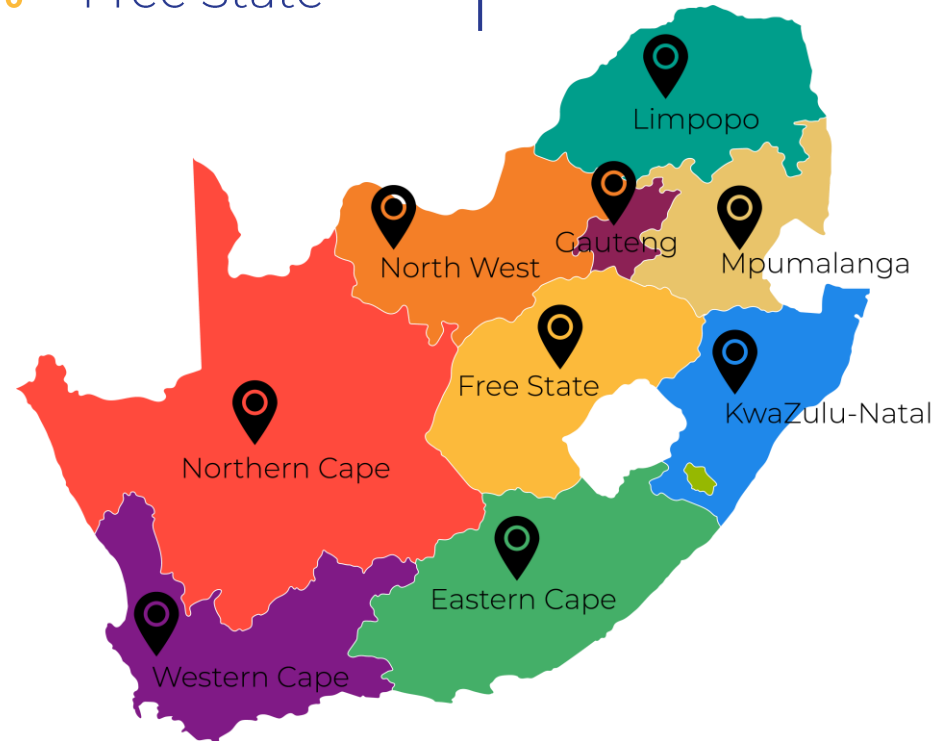 Free State
Limpopo
Gauteng
North West
Mpumalanga
Free State
KwaZulu-Natal
Northern Cape
Eastern Cape
Western Cape